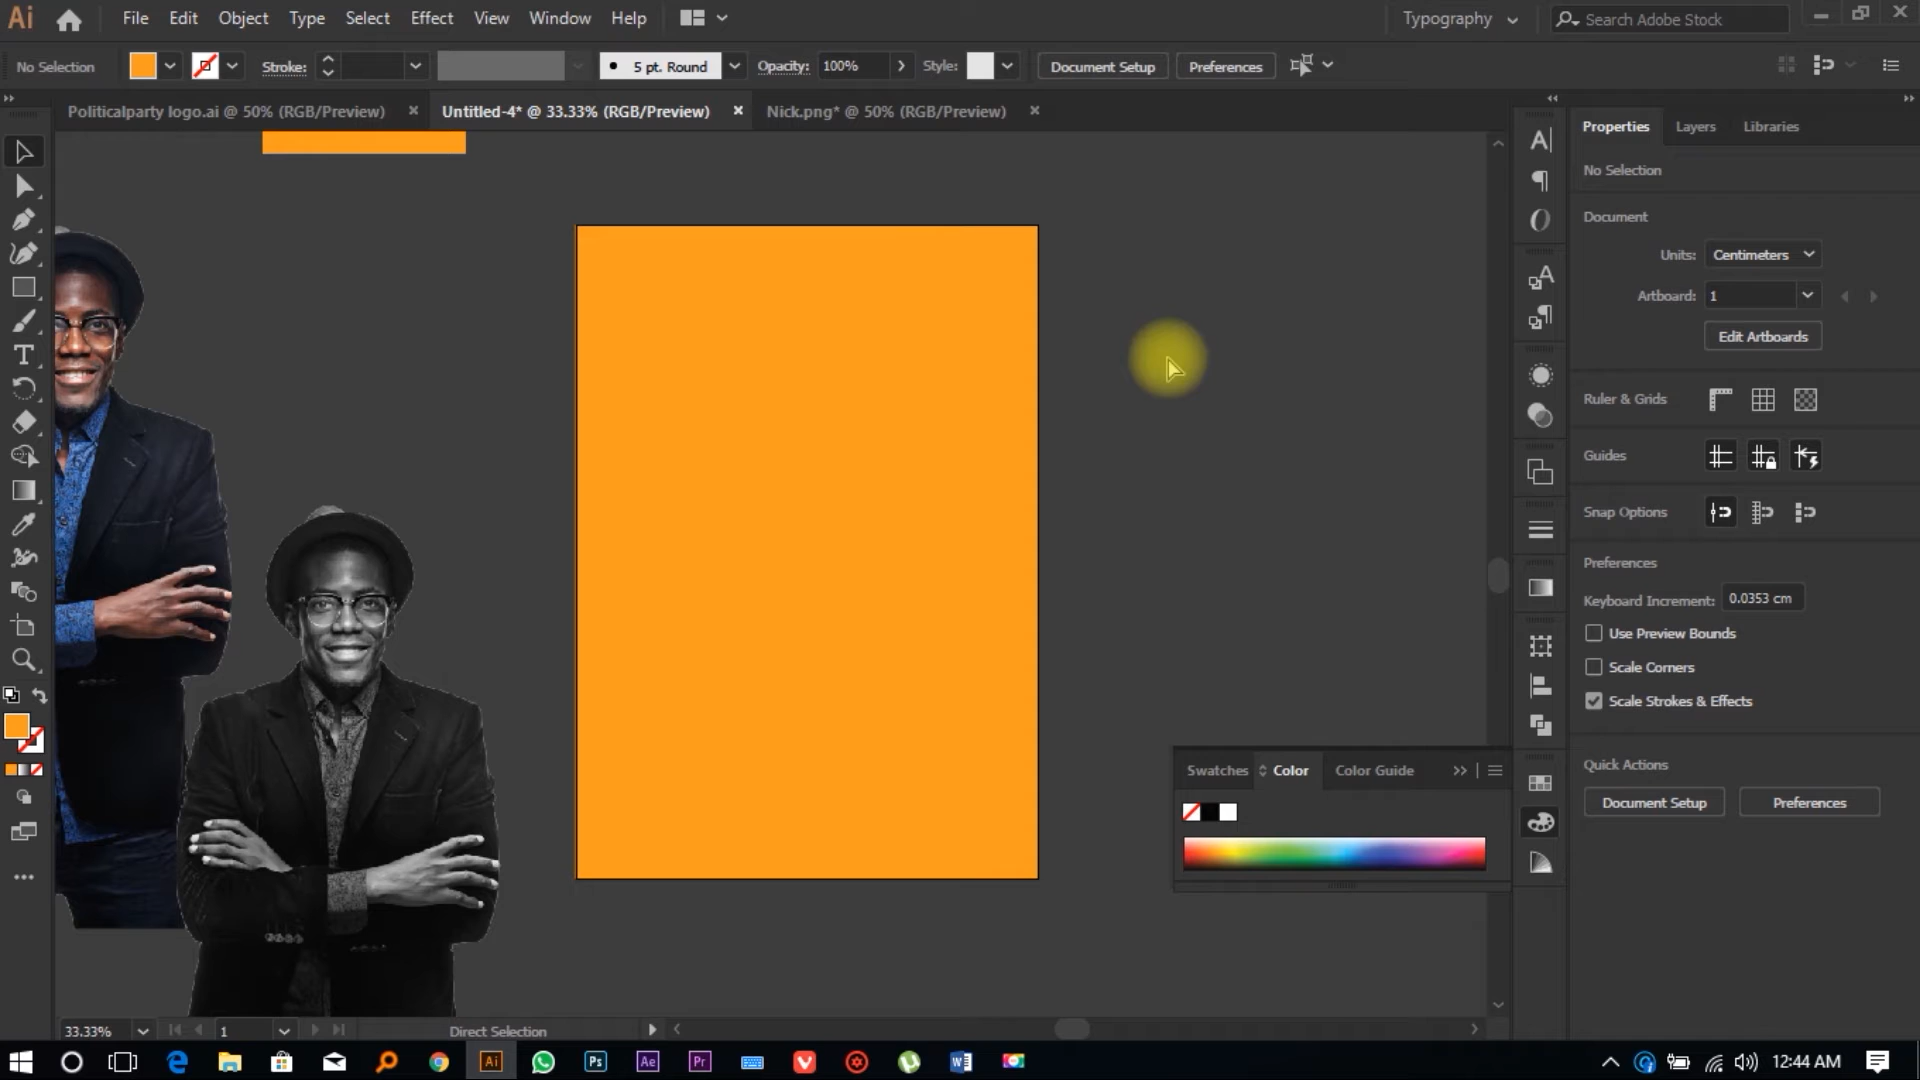 Ai File Edit Object Type Select Effect View Window Help Typography Search Adobe Stock
No Selection Stroke: 5 pt. Round Opacity: 100% Style: Document Setup Preferences
Politicalparty logo.ai @ 50% (RGB/Preview) Untitled-4* @ 33.33% (RGB/Preview) Nick.png* @ 50% (RGB/Preview)
Properties Layers Libraries
No Selection
Document
Units: Centimeters
Artboard: 1
Edit Artboards
Ruler & Grids
Guides
Snap Options
Preferences
Keyboard Increment: 0.0353 cm
Use Preview Bounds
Scale Corners
Scale Strokes & Effects
Quick Actions
Document Setup Preferences
Swatches Color Color Guide
33.33% 1 Direct Selection
Ai Ps Ae Pr 12:44 AM